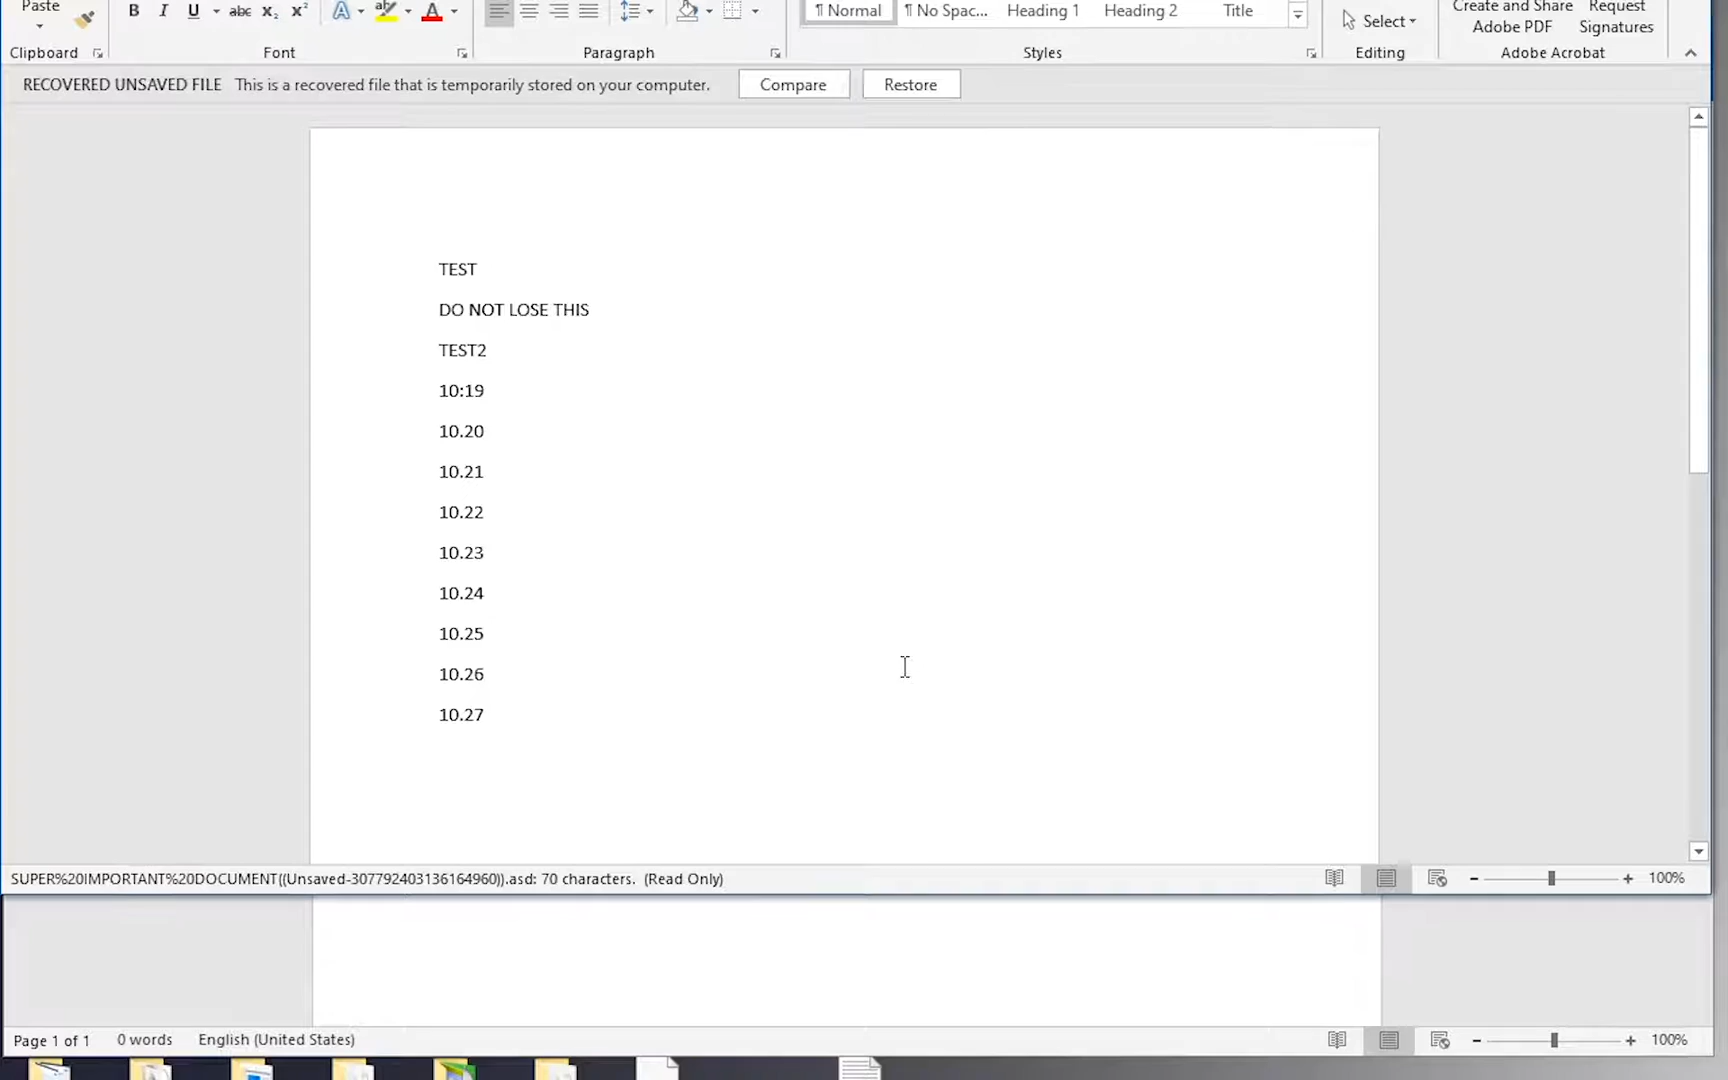 Paste
B I U abc x₂ x² A ab A
Select
Create and Share Adobe PDF
Request Signatures
¶ Normal ¶ No Spac... Heading 1 Heading 2 Title
Clipboard Font Paragraph Styles Editing Adobe Acrobat
RECOVERED UNSAVED FILE This is a recovered file that is temporarily stored on your computer. Compare Restore
TEST
DO NOT LOSE THIS
TEST2
10:19
10.20
10.21
10.22
10.23
10.24
10.25
10.26
10.27
SUPER%20IMPORTANT%20DOCUMENT((Unsaved-307792403136164960)).asd: 70 characters. (Read Only) 100%
Page 1 of 1 0 words English (United States) 100%